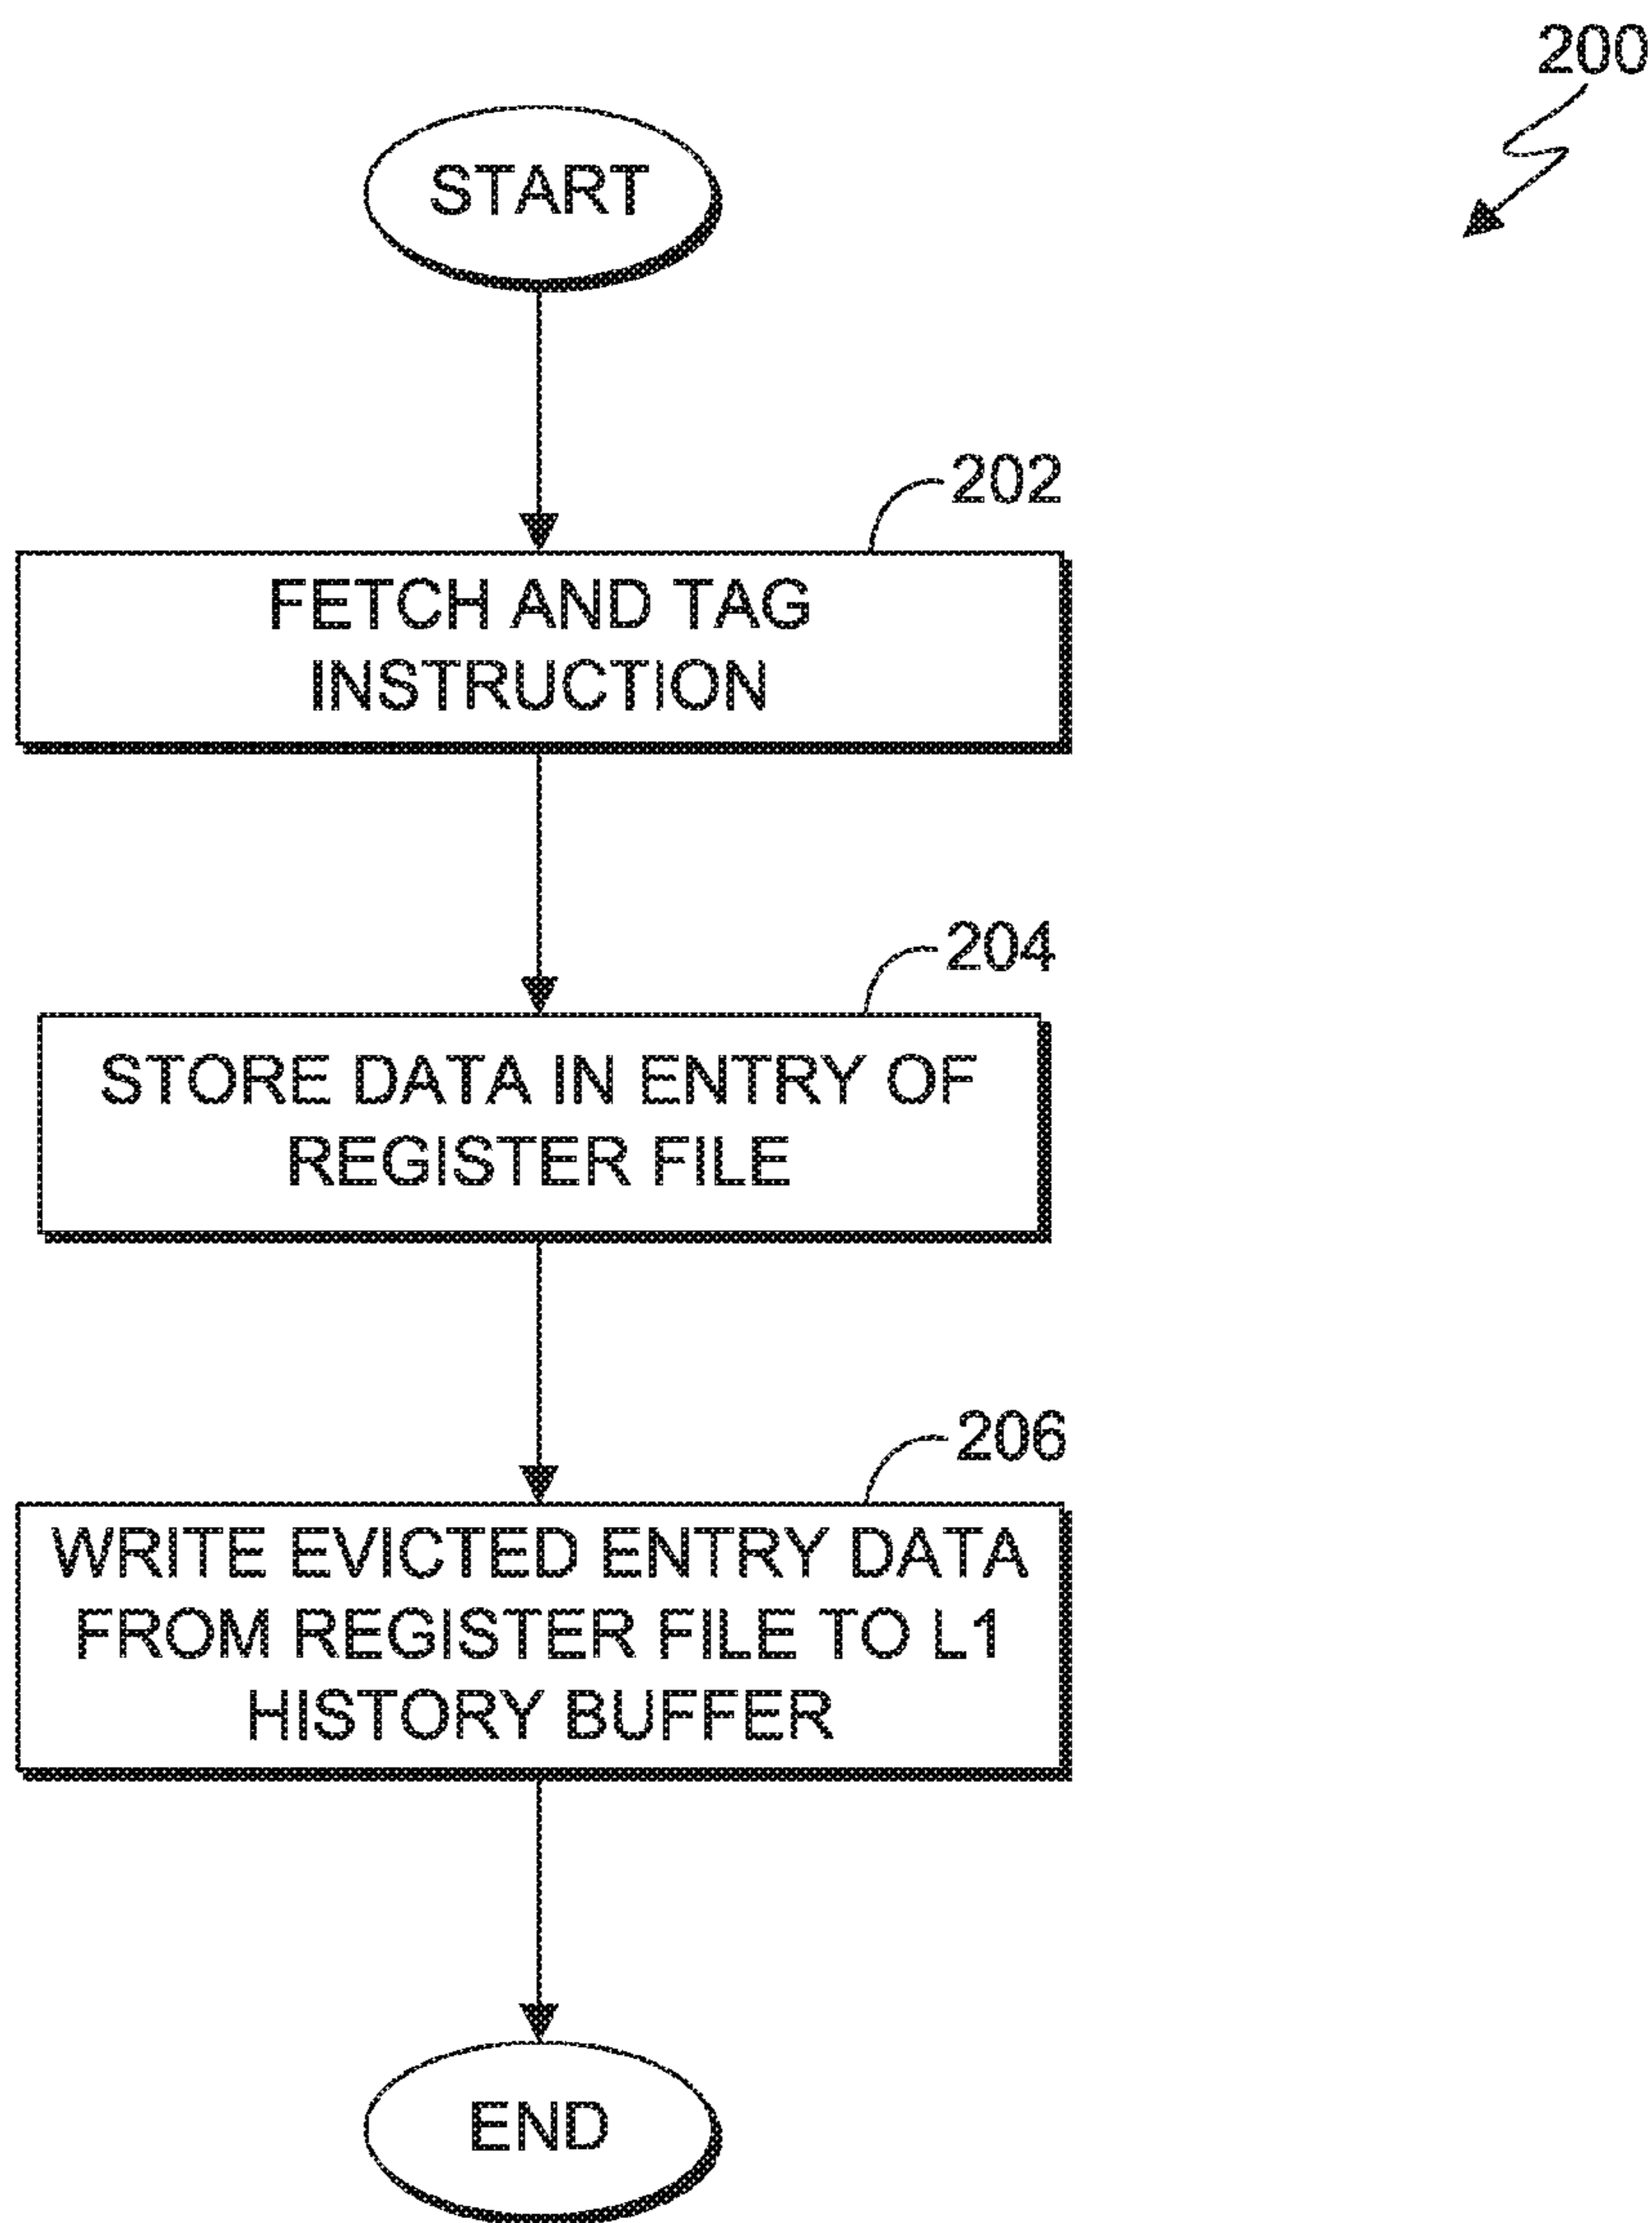 200
START
202
FETCH AND TAG
INSTRUCTION
204
STORE DATA IN ENTRY OF
REGISTER FILE
206
WRITE EVICTED ENTRY DATA
FROM REGISTER FILE TO L1
HISTORY BUFFER
END